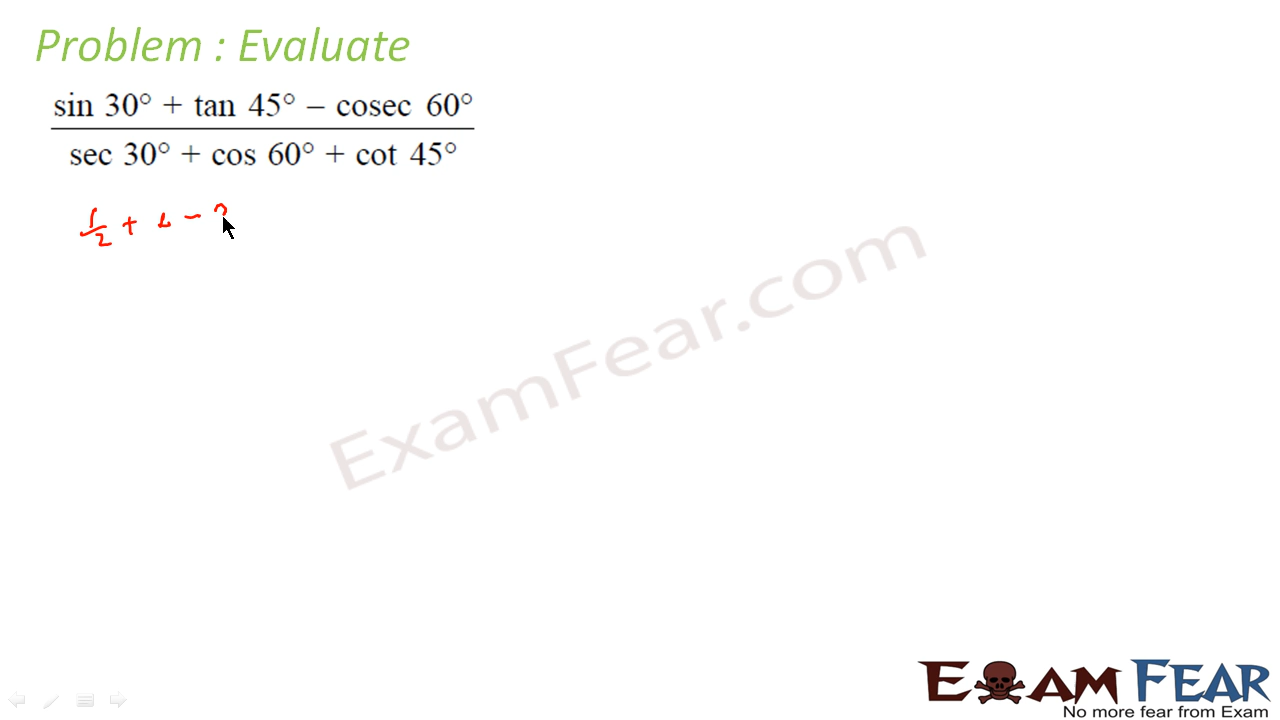 Problem : Evaluate
sin 30° + tan 45° – cosec 60°
sec 30° + cos 60° + cot 45°
1/2 + 1 –
ExamFear.com
EXAM FEAR
No more fear from Exam